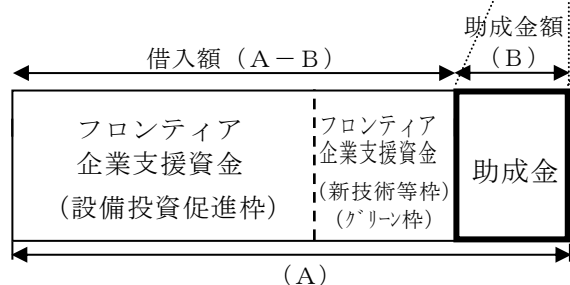 助成金額
借入額（Ａ－Ｂ）
（Ｂ）
フロンティア
企業支援資金
（設備投資促進枠）
フロンティア
企業支援資金
（新技術等枠）
（ｸﾞﾘｰﾝ枠）
助成金
（Ａ）